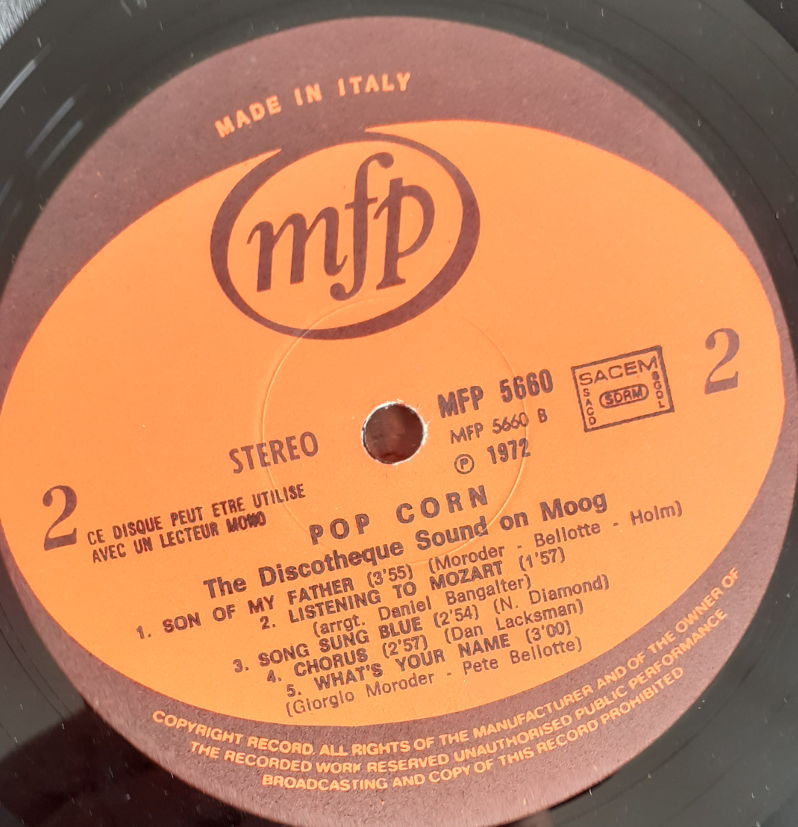 MADE IN ITALY
mfp
2
SACEM
SACD
SDRM
SGDL
MFP 5660
MFP 5660 B
STEREO
Ⓟ 1972
2
CE DISQUE PEUT ETRE UTILISE
AVEC UN LECTEUR MONO
POP CORN
The Discotheque Sound on Moog
1. SON OF MY FATHER (3'55) (Moroder - Bellotte - Holm)
2. LISTENING TO MOZART (1'57)
(arrgt. Daniel Bangalter)
3. SONG SUNG BLUE (2'54) (N. Diamond)
4. CHORUS (2'57) (Dan Lacksman)
5. WHAT'S YOUR NAME (3'00)
(Giorgio Moroder - Pete Bellotte)
COPYRIGHT RECORD. ALL RIGHTS OF THE MANUFACTURER AND OF THE OWNER OF
THE RECORDED WORK RESERVED UNAUTHORISED PUBLIC PERFORMANCE
BROADCASTING AND COPY OF THIS RECORD PROHIBITED